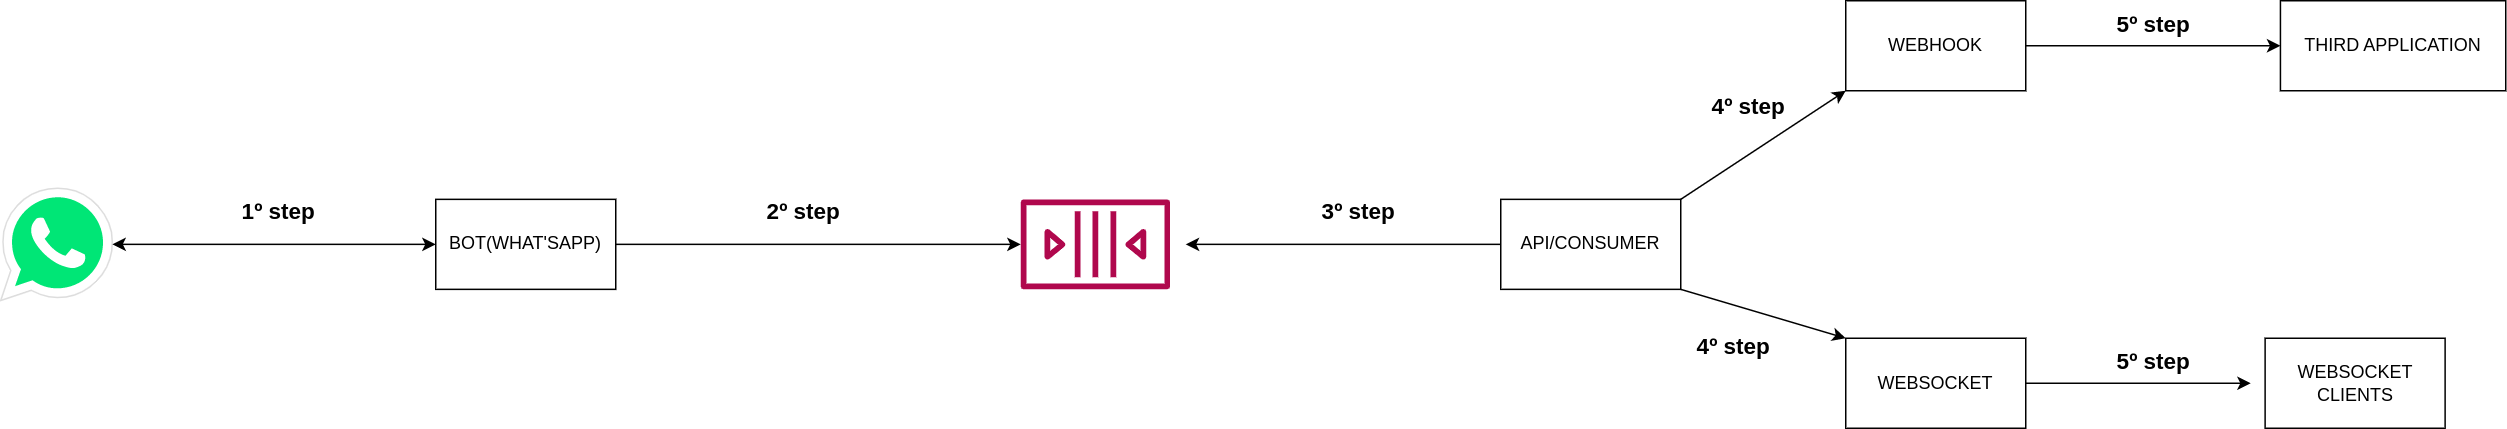 5º step
WEBHOOK
THIRD APPLICATION
4º step
1º step
2º step
3º step
BOT(WHAT'SAPP)
API/CONSUMER
4º step
5º step
WEBSOCKET
WEBSOCKET
CLIENTS